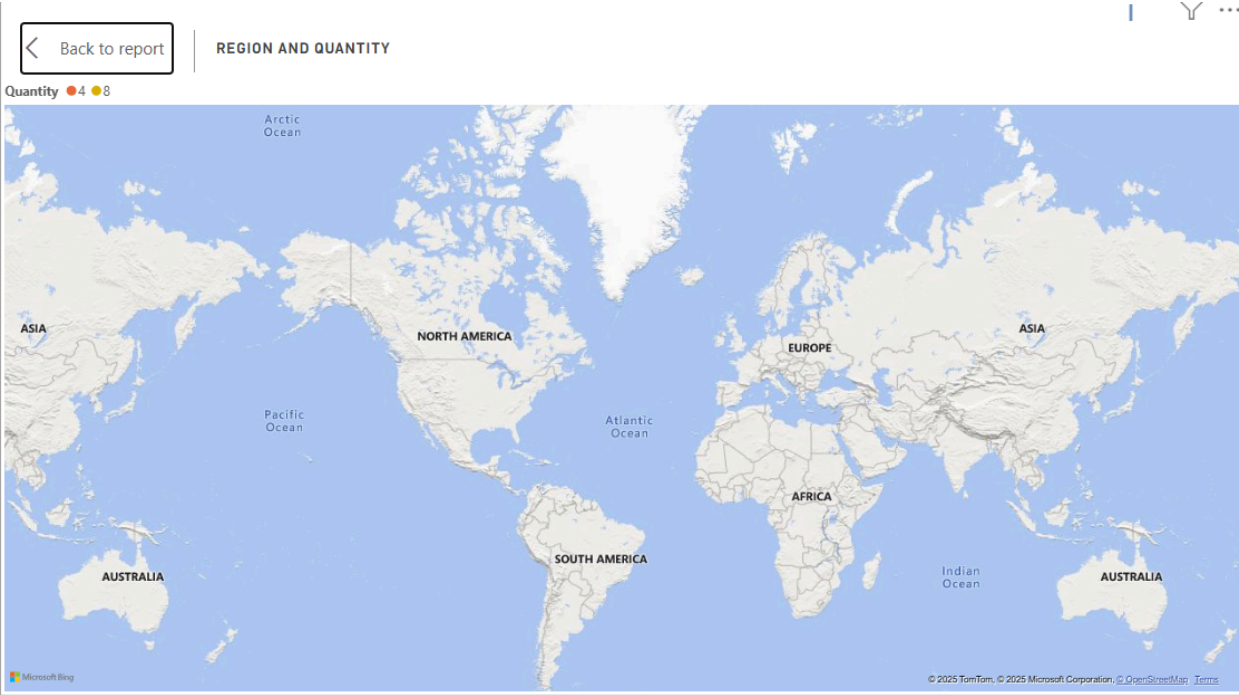 Back to report
REGION AND QUANTITY
Quantity 4 8
Arctic
Ocean
ASIA
NORTH AMERICA
EUROPE
ASIA
Pacific
Ocean
Atlantic
Ocean
AFRICA
SOUTH AMERICA
AUSTRALIA
Indian
Ocean
AUSTRALIA
Microsoft Bing
© 2025 TomTom, © 2025 Microsoft Corporation, © OpenStreetMap Terms